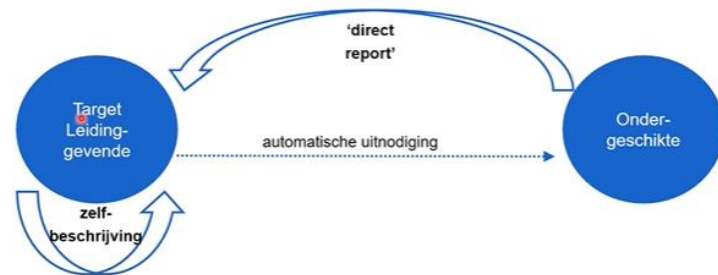 'direct
report'
Target
Leiding-
gevende
automatische uitnodiging
Onder-
geschikte
zelf-
beschrijving